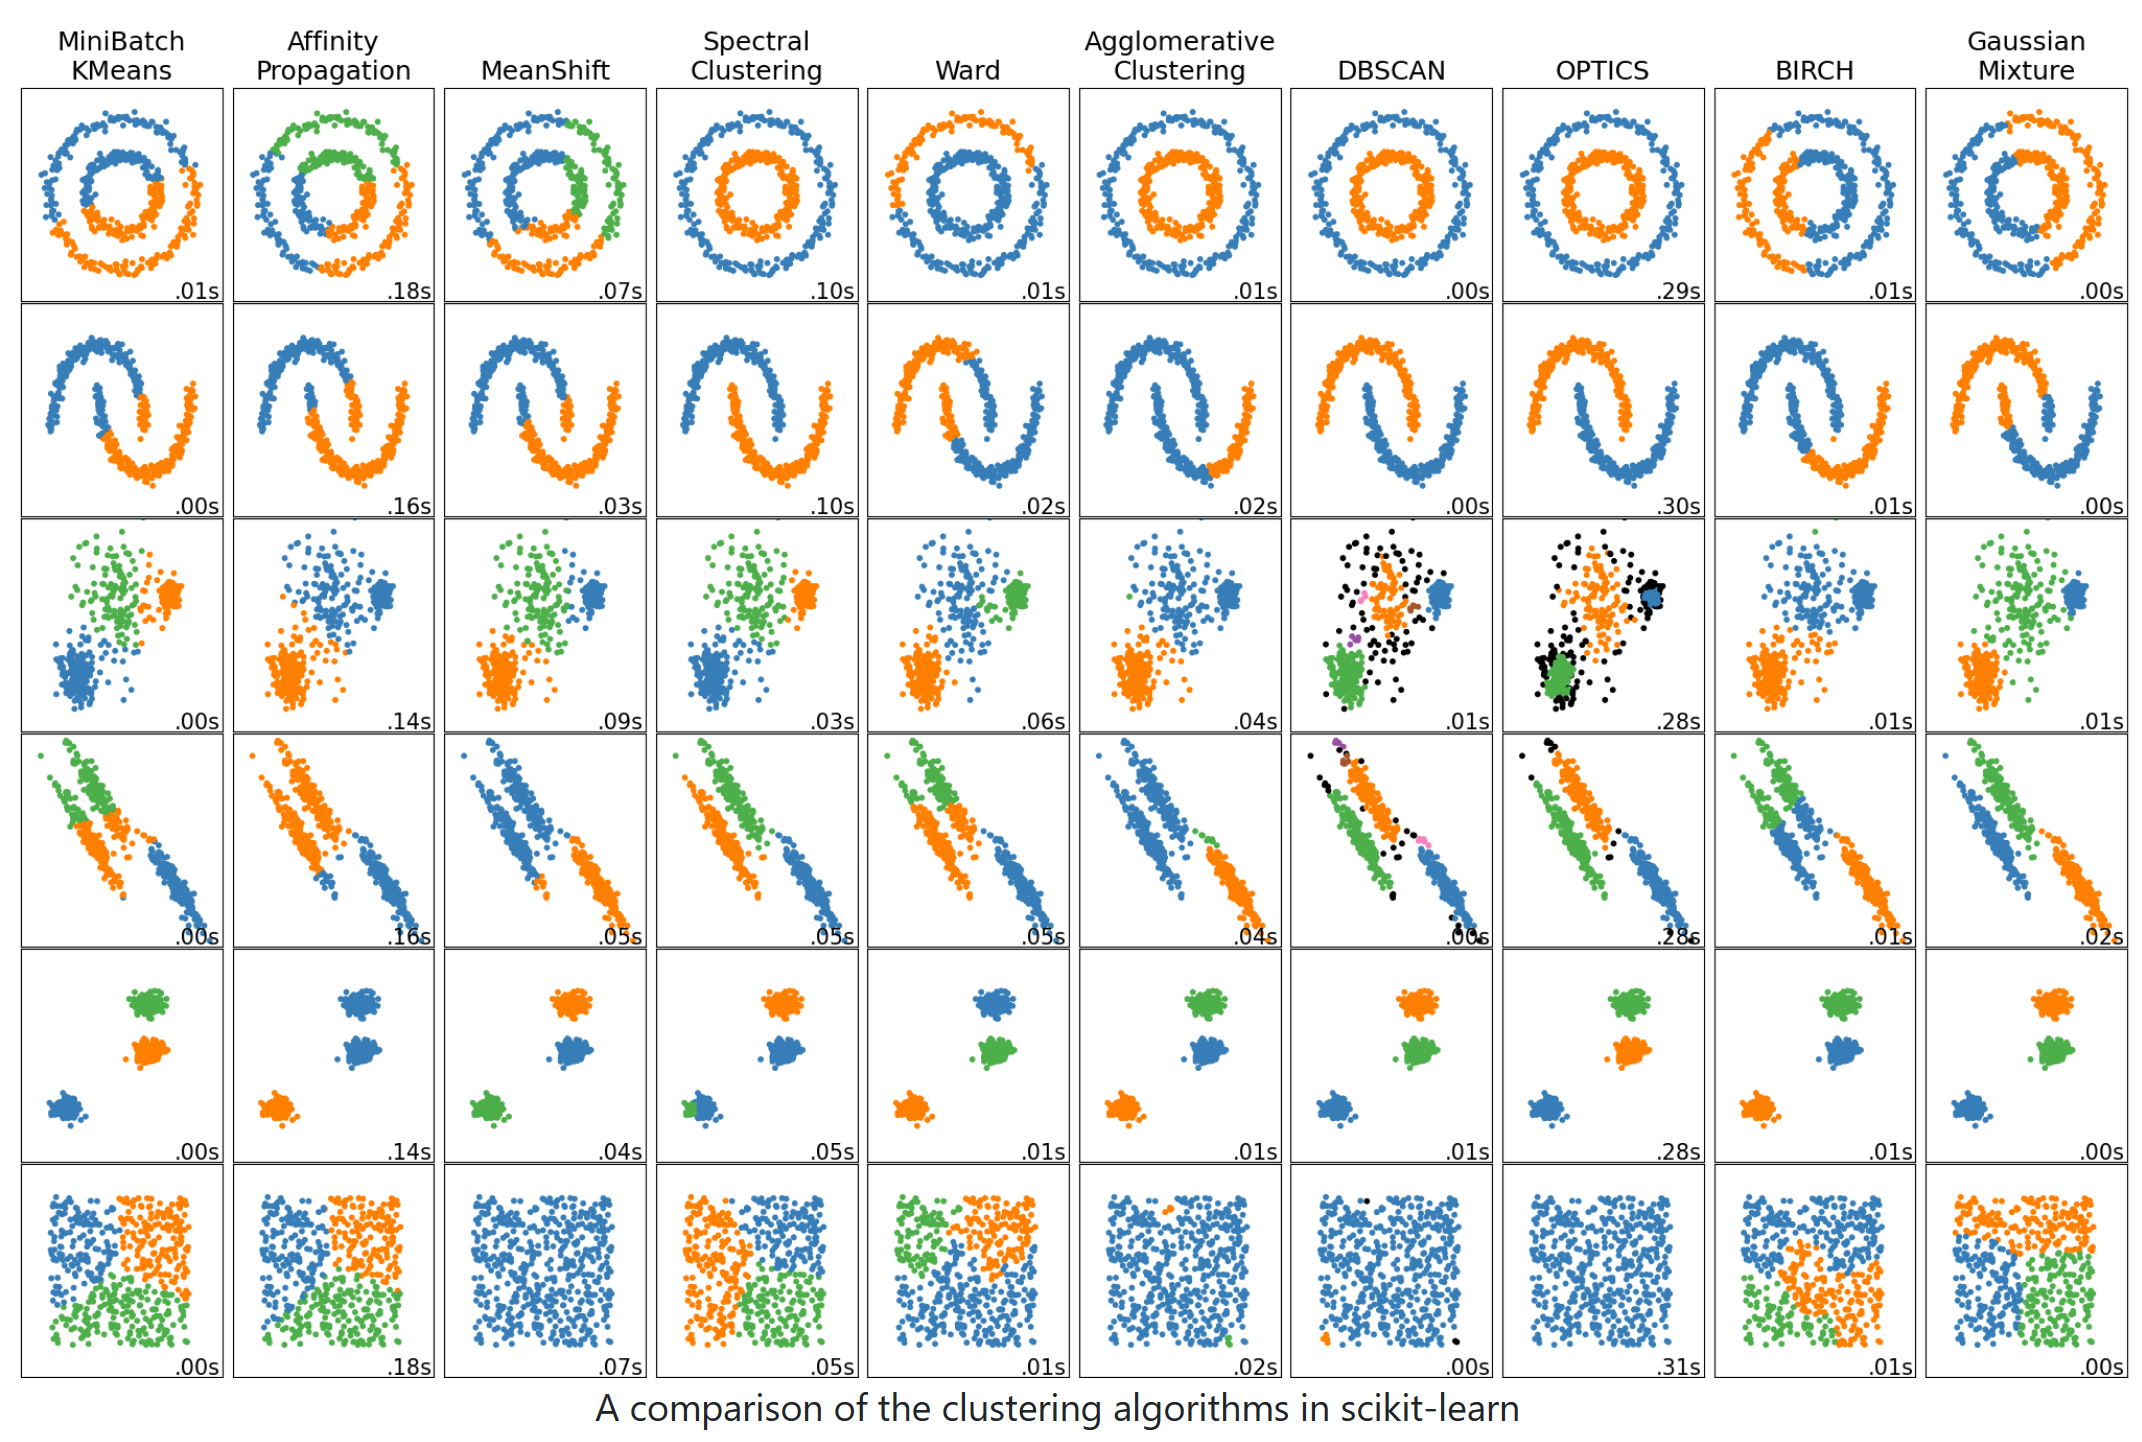 MiniBatch
KMeans
Affinity
Propagation
MeanShift
Spectral
Clustering
Ward
Agglomerative
Clustering
DBSCAN
OPTICS
BIRCH
Gaussian
Mixture
.01s
.18s
.07s
.10s
.01s
.01s
.00s
.29s
.01s
.00s
.00s
.16s
.03s
.10s
.02s
.02s
.00s
.30s
.01s
.00s
.00s
.14s
.09s
.03s
.06s
.04s
.01s
.28s
.01s
.01s
.00s
.16s
.05s
.05s
.05s
.04s
.00s
.28s
.01s
.02s
.00s
.14s
.04s
.05s
.01s
.01s
.01s
.28s
.01s
.00s
.00s
.18s
.07s
.05s
.01s
.02s
.00s
.31s
.01s
.00s
A comparison of the clustering algorithms in scikit-learn